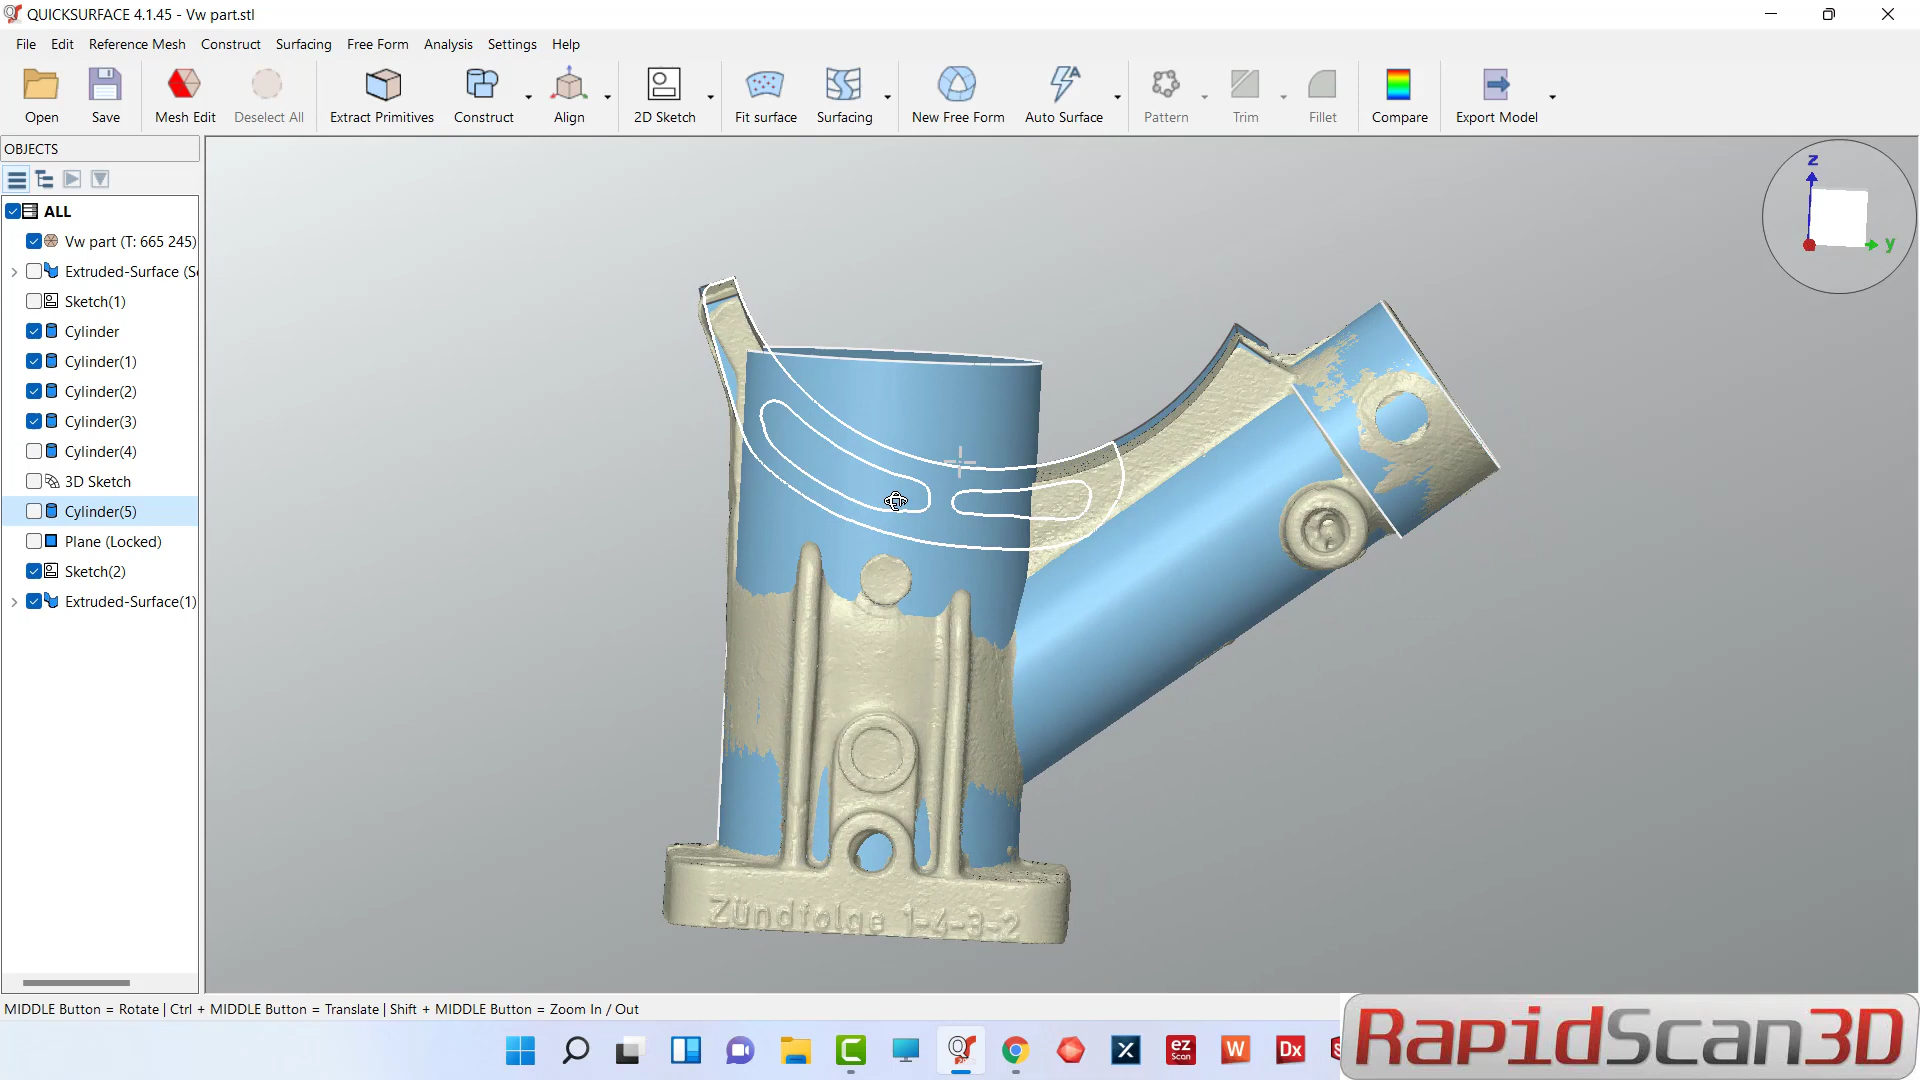 QUICKSURFACE 4.1.45 - Vw part.stl
File Edit Reference Mesh Construct Surfacing Free Form Analysis Settings Help
Open Save Mesh Edit Deselect All Extract Primitives Construct Align 2D Sketch Fit surface Surfacing New Free Form Auto Surface Pattern Trim Fillet Compare Export Model
OBJECTS
ALL
Vw part (T: 665 245)
Extruded-Surface (S
Sketch(1)
Cylinder
Cylinder(1)
Cylinder(2)
Cylinder(3)
Cylinder(4)
3D Sketch
Cylinder(5)
Plane (Locked)
Sketch(2)
Extruded-Surface(1)
z
y
Zündfolge 1-4-3-2
MIDDLE Button = Rotate | Ctrl + MIDDLE Button = Translate | Shift + MIDDLE Button = Zoom In / Out
ez
Scan
W
Dx
RapidScan3D